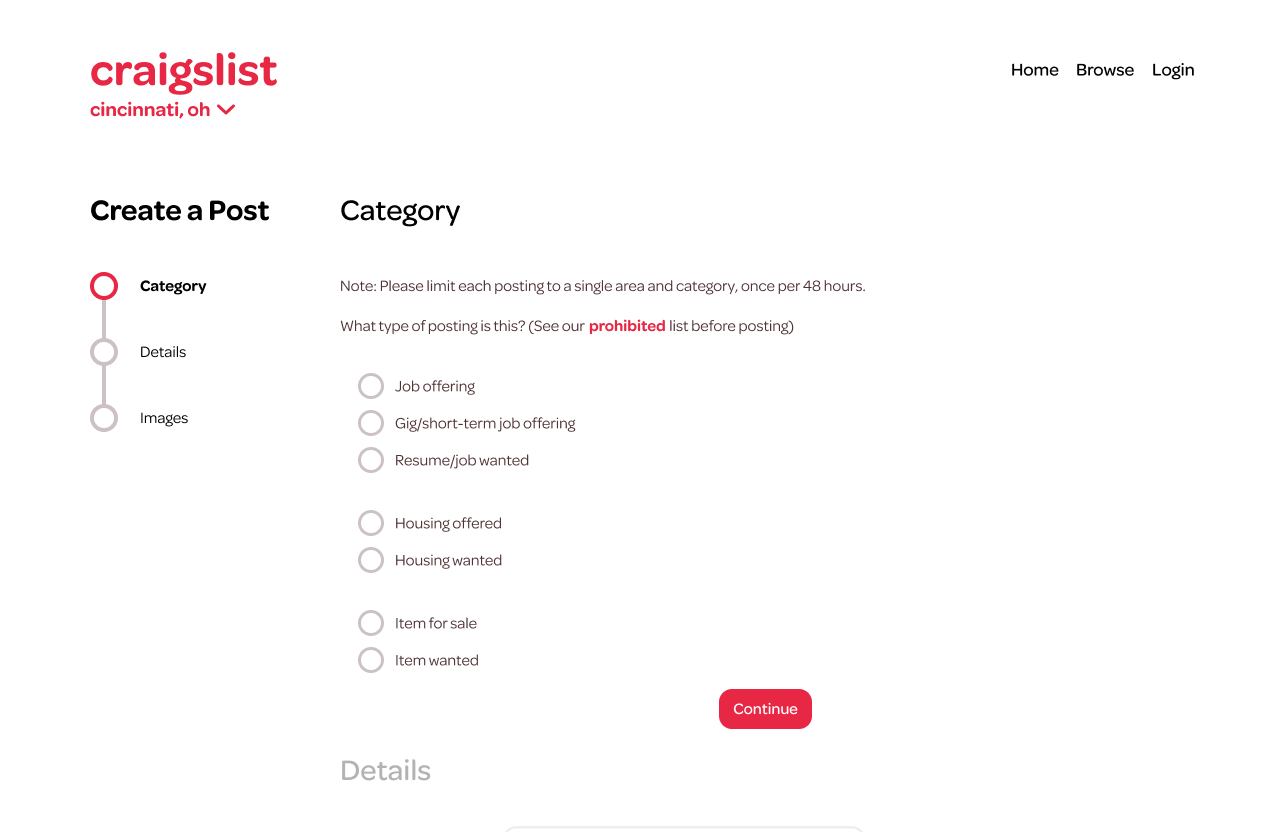 craigslist
cincinnati, oh
Home Browse Login
Create a Post
Category
Details
Images
Category
Note: Please limit each posting to a single area and category, once per 48 hours.
What type of posting is this? (See our prohibited list before posting)
Job offering
Gig/short-term job offering
Resume/job wanted
Housing offered
Housing wanted
Item for sale
Item wanted
Continue
Details